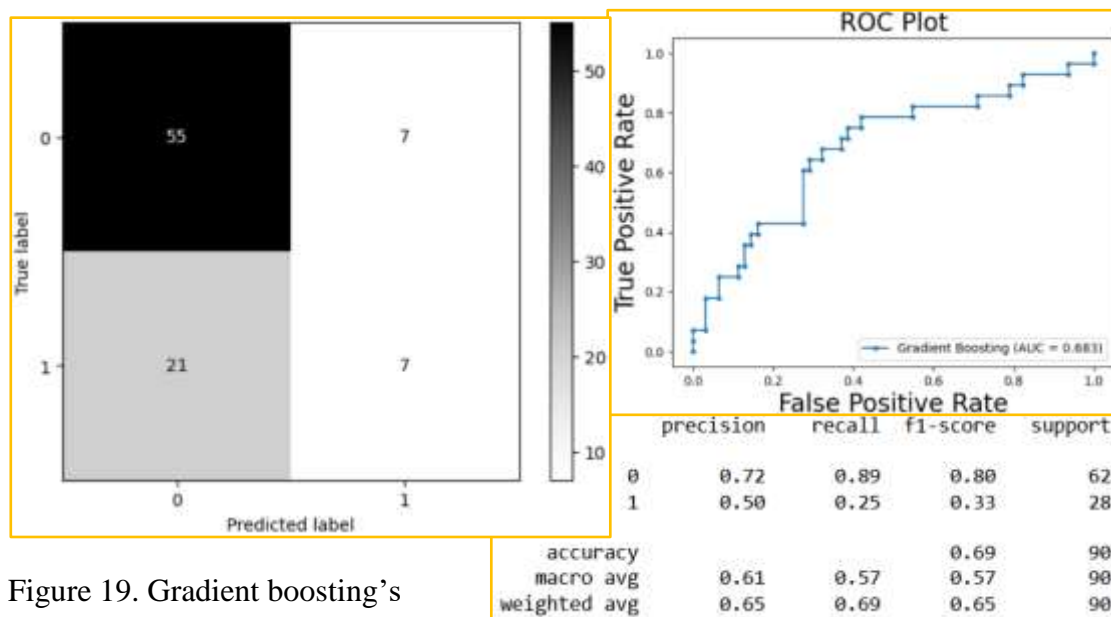 0
55
7
50
40
True label
30
1
21
7
20
10
0
1
Predicted label
ROC Plot
1.0
0.8
0.6
True Positive Rate
0.4
0.2
0.0
Gradient Boosting (AUC = 0.683)
0.0 0.2 0.4 0.6 0.8 1.0
False Positive Rate
precision recall f1-score support
0 0.72 0.89 0.80 62
1 0.50 0.25 0.33 28
accuracy 0.69 90
macro avg 0.61 0.57 0.57 90
weighted avg 0.65 0.69 0.65 90
Figure 19. Gradient boosting’s